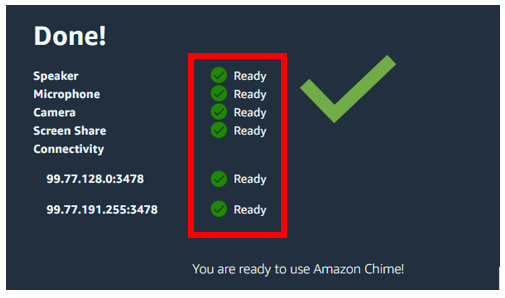 Done!
Speaker Ready
Microphone Ready
Camera Ready
Screen Share Ready
Connectivity
99.77.128.0:3478 Ready
99.77.191.255:3478 Ready
You are ready to use Amazon Chime!